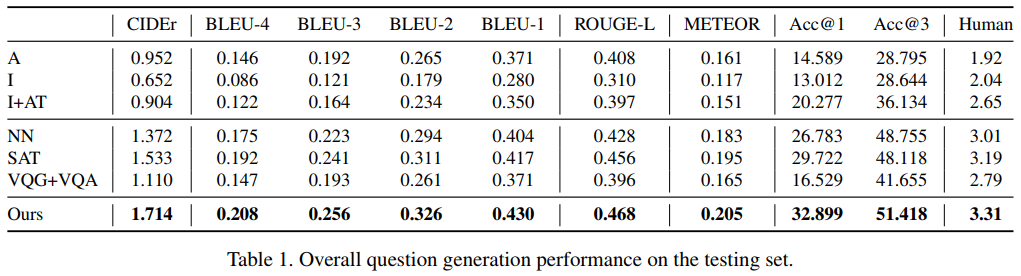 CIDEr BLEU-4 BLEU-3 BLEU-2 BLEU-1 ROUGE-L METEOR Acc@1 Acc@3 Human
A 0.952 0.146 0.192 0.265 0.371 0.408 0.161 14.589 28.795 1.92
I 0.652 0.086 0.121 0.179 0.280 0.310 0.117 13.012 28.644 2.04
I+AT 0.904 0.122 0.164 0.234 0.350 0.397 0.151 20.277 36.134 2.65
NN 1.372 0.175 0.223 0.294 0.404 0.428 0.183 26.783 48.755 3.01
SAT 1.533 0.192 0.241 0.311 0.417 0.456 0.195 29.722 48.118 3.19
VQG+VQA 1.110 0.147 0.193 0.261 0.371 0.396 0.165 16.529 41.655 2.79
Ours 1.714 0.208 0.256 0.326 0.430 0.468 0.205 32.899 51.418 3.31
Table 1. Overall question generation performance on the testing set.